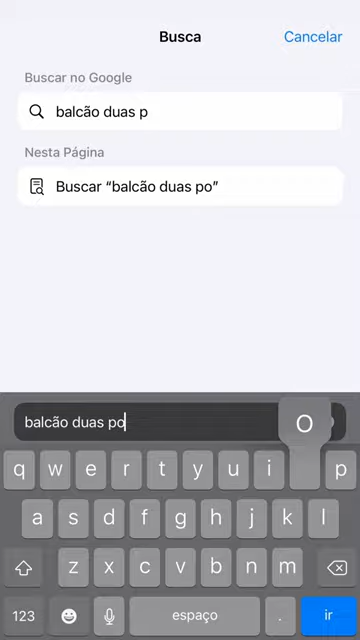 Busca
Cancelar
Buscar no Google
balcão duas p
Nesta Página
Buscar “balcão duas po”
balcão duas po
O
q w e r t y u i p
a s d f g h j k l
z x c v b n m
123 espaço . ir